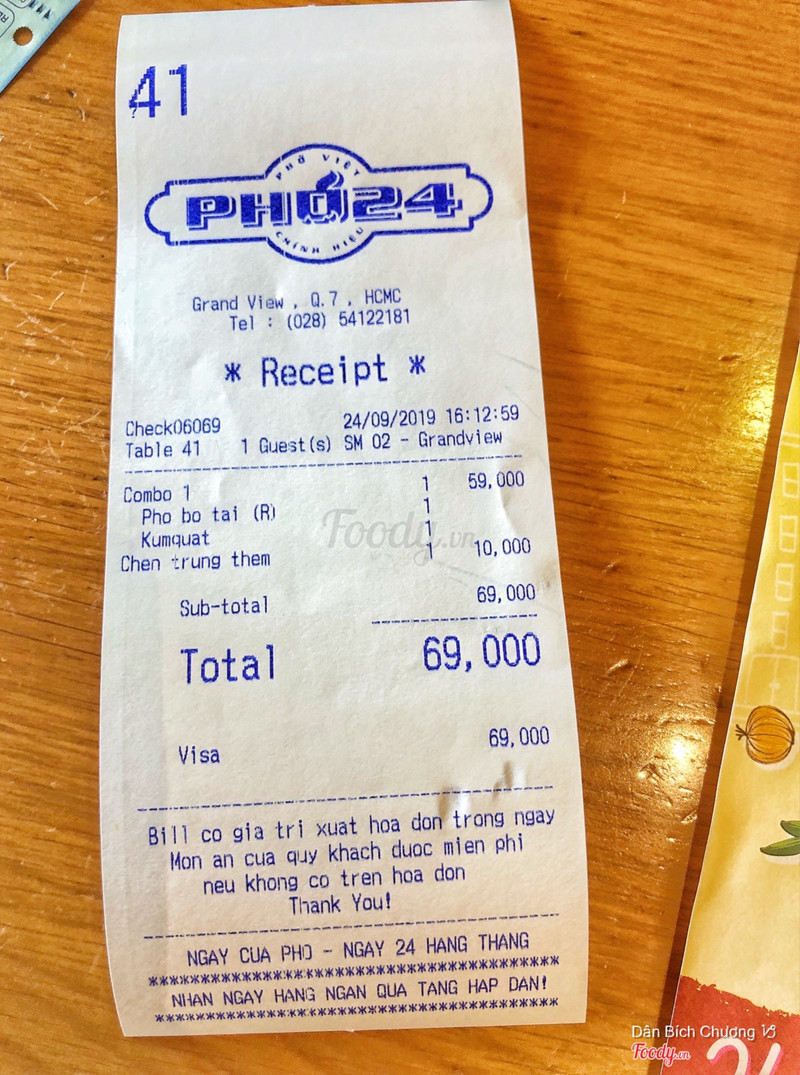 41
PHỞ VIỆT
PHỞ24
CHÍNH HIỆU
Grand View , Q.7 , HCMC
Tel : (028) 54122181
* Receipt *
Check06069 24/09/2019 16:12:59
Table 41 1 Guest(s) SM 02 - Grandview
Combo 1 1 59,000
Pho bo tai (R) 1
Kumquat 1
Chen trung them 1 10,000
Foody.vn
Sub-total 69,000
Total 69,000
Visa 69,000
Bill co gia tri xuat hoa don trong ngay
Mon an cua quy khach duoc mien phi
neu khong co tren hoa don
Thank You!
NGAY CUA PHO - NGAY 24 HANG THANG
****************************************
NHAN NGAY HANG NGAN QUA TANG HAP DAN!
****************************************
Dân Bích Chương
Foody.vn